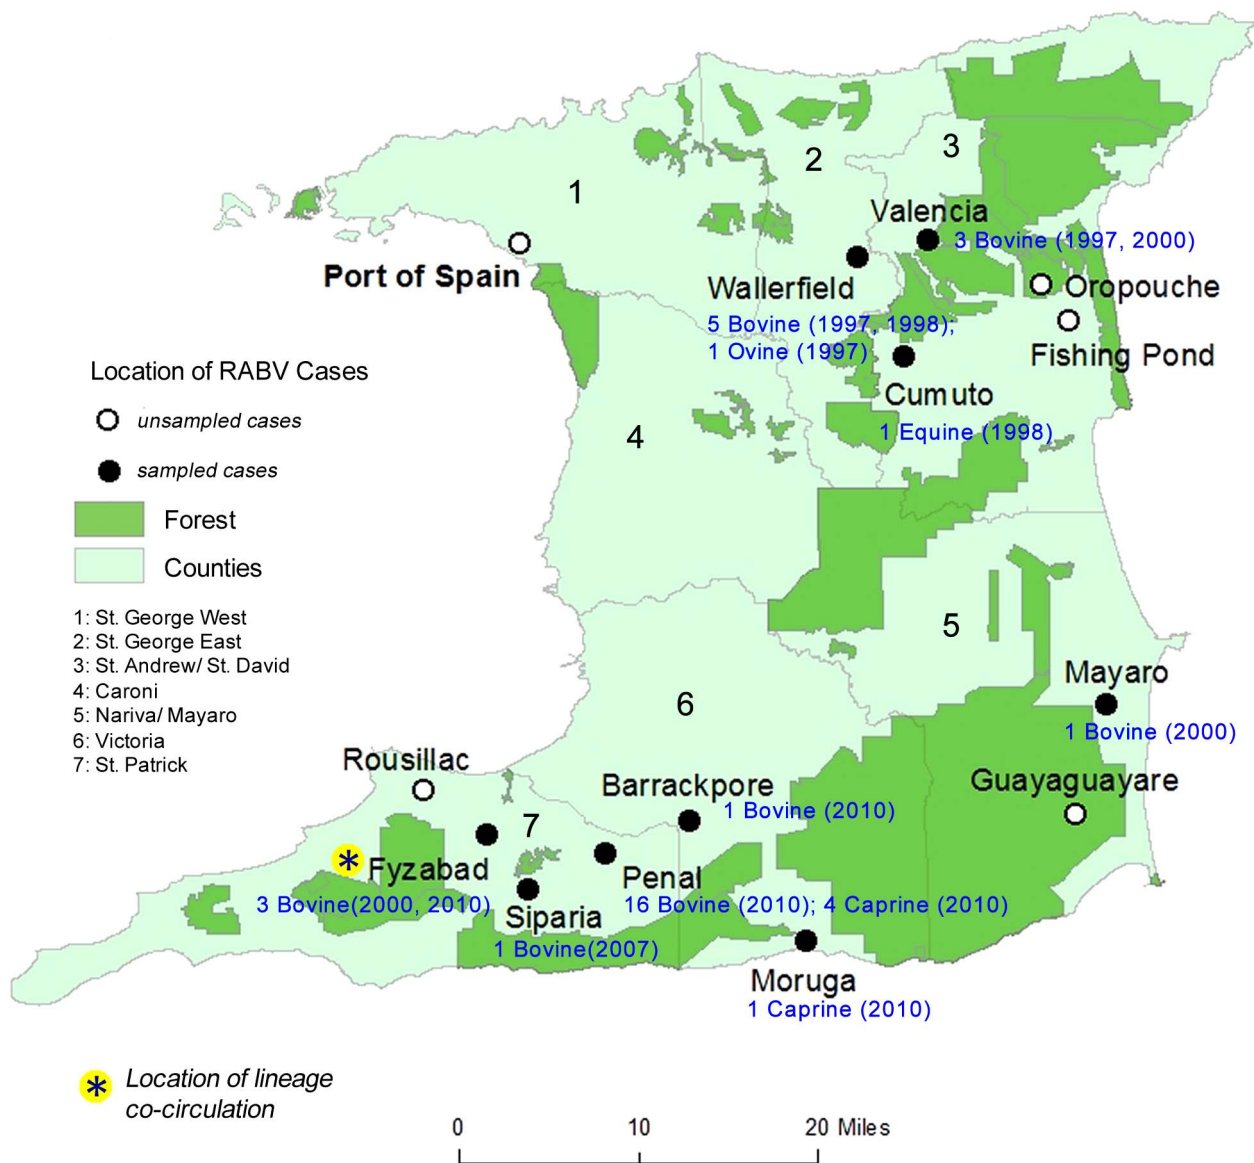 1
2
3
Valencia
3 Bovine (1997, 2000)
Port of Spain
Wallerfield
Oropouche
5 Bovine (1997, 1998);
1 Ovine (1997)
Fishing Pond
Location of RABV Cases
Cumuto
unsampled cases
1 Equine (1998)
4
sampled cases
Forest
Counties
1: St. George West
2: St. George East
3: St. Andrew/ St. David
4: Caroni
5: Nariva/ Mayaro
6: Victoria
7: St. Patrick
5
Mayaro
6
1 Bovine (2000)
Rousillac
Guayaguayare
Barrackpore
1 Bovine (2010)
7
*
Fyzabad
Penal
3 Bovine(2000, 2010)
16 Bovine (2010); 4 Caprine (2010)
Siparia
1 Bovine(2007)
Moruga
1 Caprine (2010)
* Location of lineage
co-circulation
0 10 20 Miles